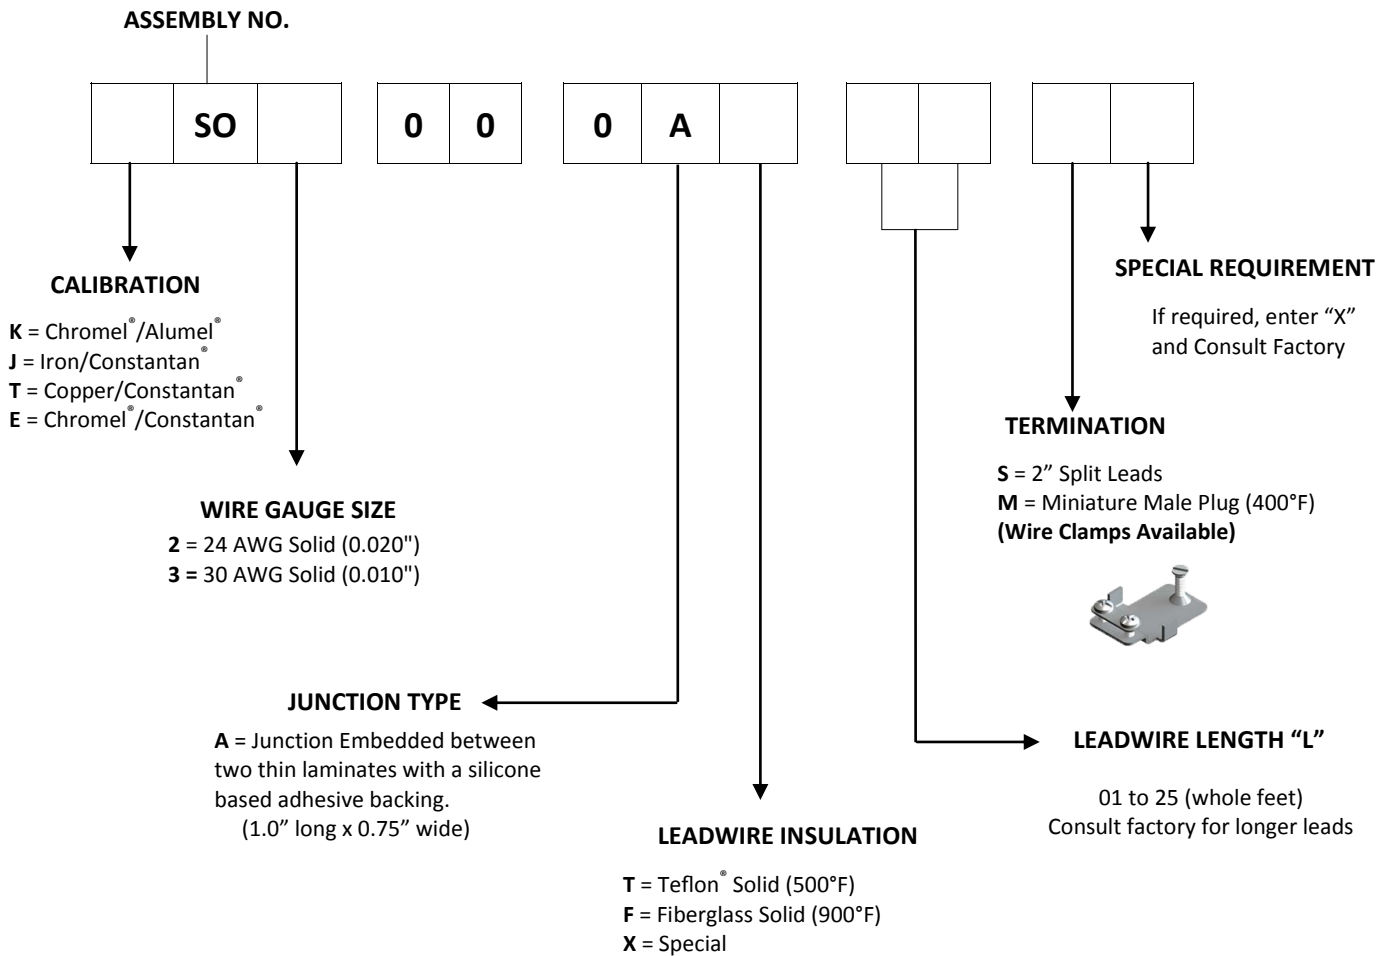 ASSEMBLY NO.
SO 0 0 0 A
CALIBRATION
K = Chromel®/Alumel®
J = Iron/Constantan®
T = Copper/Constantan®
E = Chromel®/Constantan®
WIRE GAUGE SIZE
2 = 24 AWG Solid (0.020")
3 = 30 AWG Solid (0.010")
JUNCTION TYPE
A = Junction Embedded between
two thin laminates with a silicone
based adhesive backing.
(1.0” long x 0.75” wide)
LEADWIRE INSULATION
T = Teflon® Solid (500°F)
F = Fiberglass Solid (900°F)
X = Special
LEADWIRE LENGTH “L”
01 to 25 (whole feet)
Consult factory for longer leads
TERMINATION
S = 2” Split Leads
M = Miniature Male Plug (400°F)
(Wire Clamps Available)
SPECIAL REQUIREMENT
If required, enter “X”
and Consult Factory